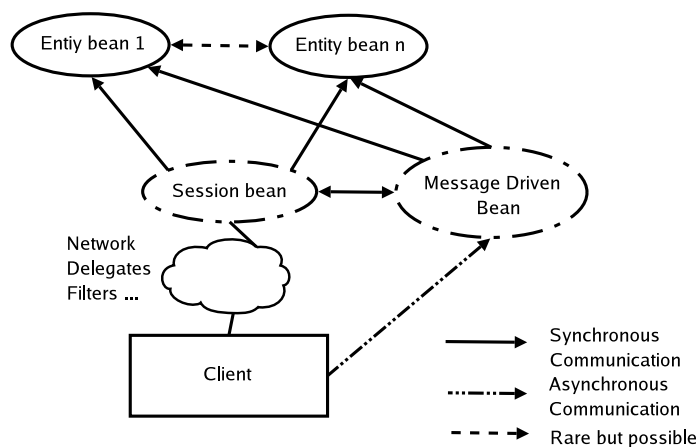 Entiy bean 1
Entity bean n
Session bean
Message Driven
Bean
Network
Delegates
Filters ...
Client
Synchronous
Communication
Asynchronous
Communication
Rare but possible